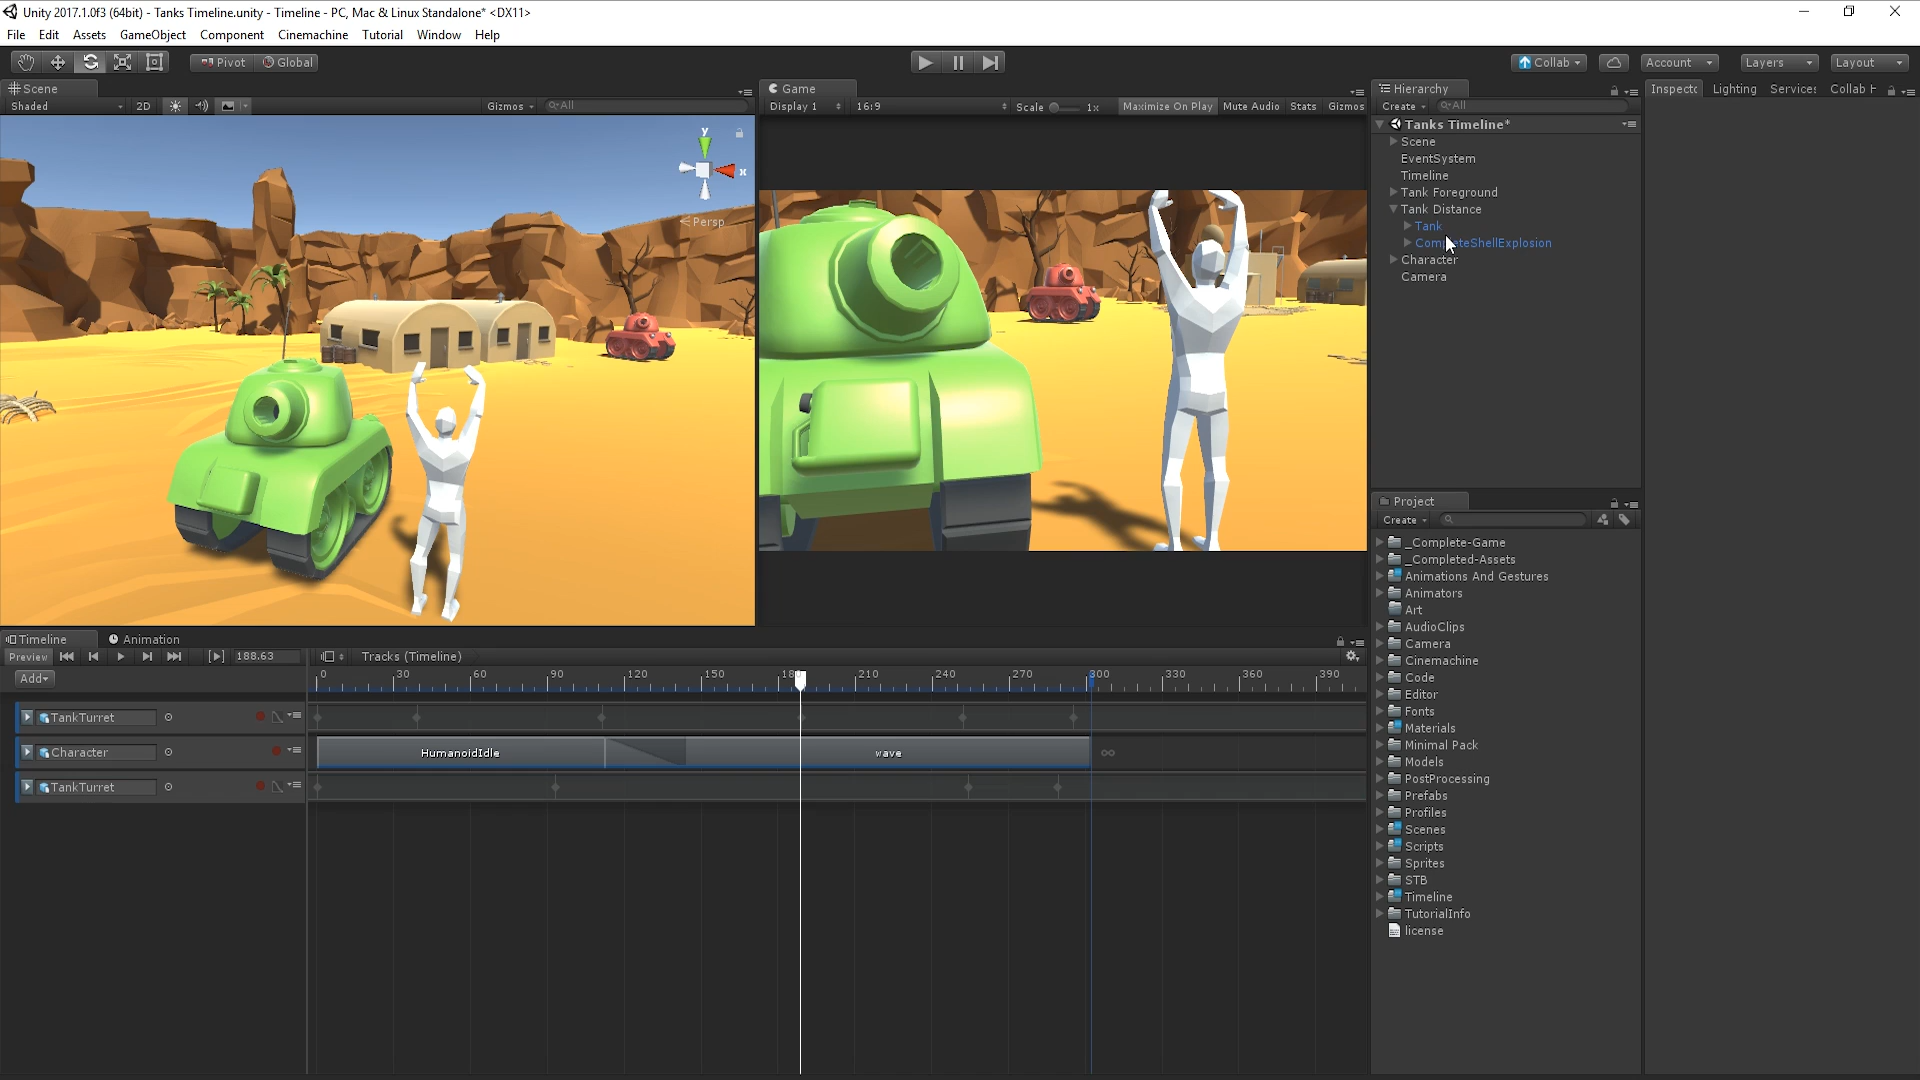 Unity 2017.1.0f3 (64bit) - Tanks Timeline.unity - Timeline - PC, Mac & Linux Standalone* <DX11>
File Edit Assets GameObject Component Cinemachine Tutorial Window Help
Pivot Global Collab Account Layers Layout
Scene
Shaded 2D Gizmos All
y
x
Persp
Game
Display 1 16:9 Scale 1x Maximize On Play Mute Audio Stats Gizmos
Hierarchy
Create All
Tanks Timeline*
Scene
EventSystem
Timeline
Tank Foreground
Tank Distance
Tank
CompleteShellExplosion
Character
Camera
Inspecto Lighting Services Collab H
Project
Create
_Complete-Game
_Completed-Assets
Animations And Gestures
Animators
Art
AudioClips
Camera
Cinemachine
Code
Editor
Fonts
Materials
Minimal Pack
Models
PostProcessing
Prefabs
Profiles
Scenes
Scripts
Sprites
STB
Timeline
TutorialInfo
license
Timeline Animation
Preview 188.63 Tracks (Timeline)
Add
0 30 60 90 120 150 180 210 240 270 300 330 360 390
TankTurret
Character HumanoidIdle wave
TankTurret